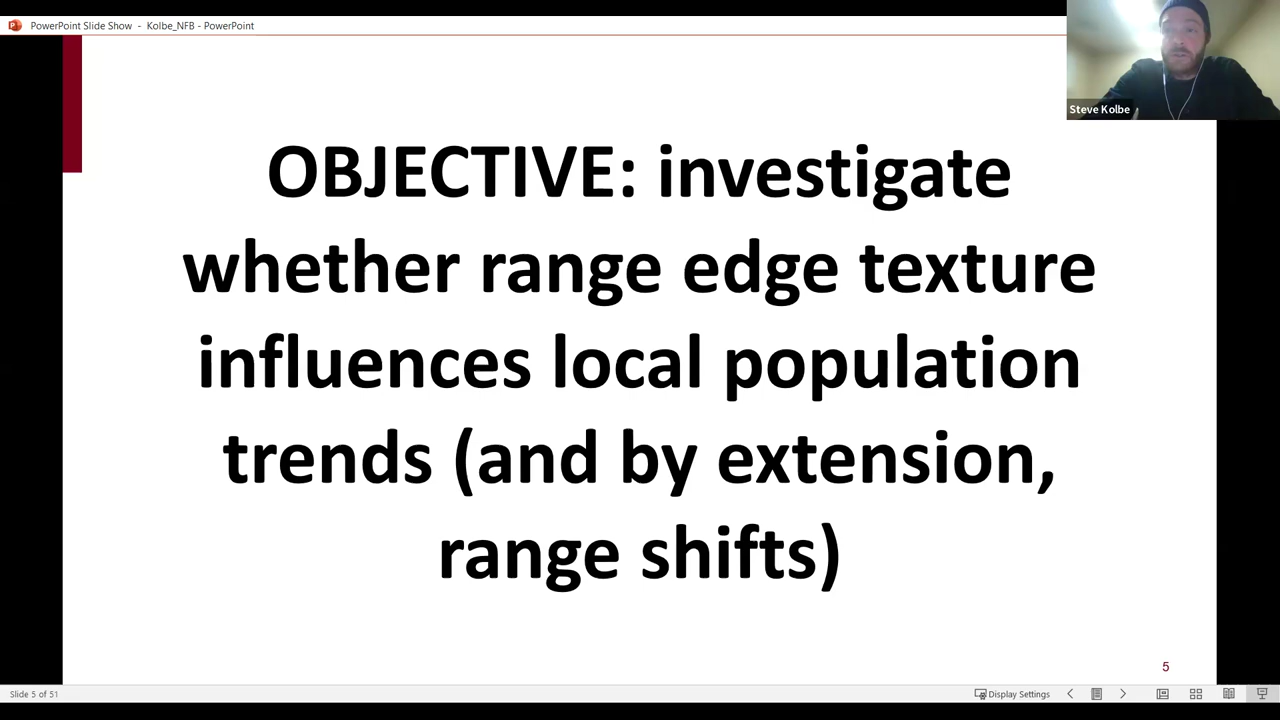 PowerPoint Slide Show - Kolbe_NFB - PowerPoint
Steve Kolbe
OBJECTIVE: investigate
whether range edge texture
influences local population
trends (and by extension,
range shifts)
5
Slide 5 of 51
Display Settings